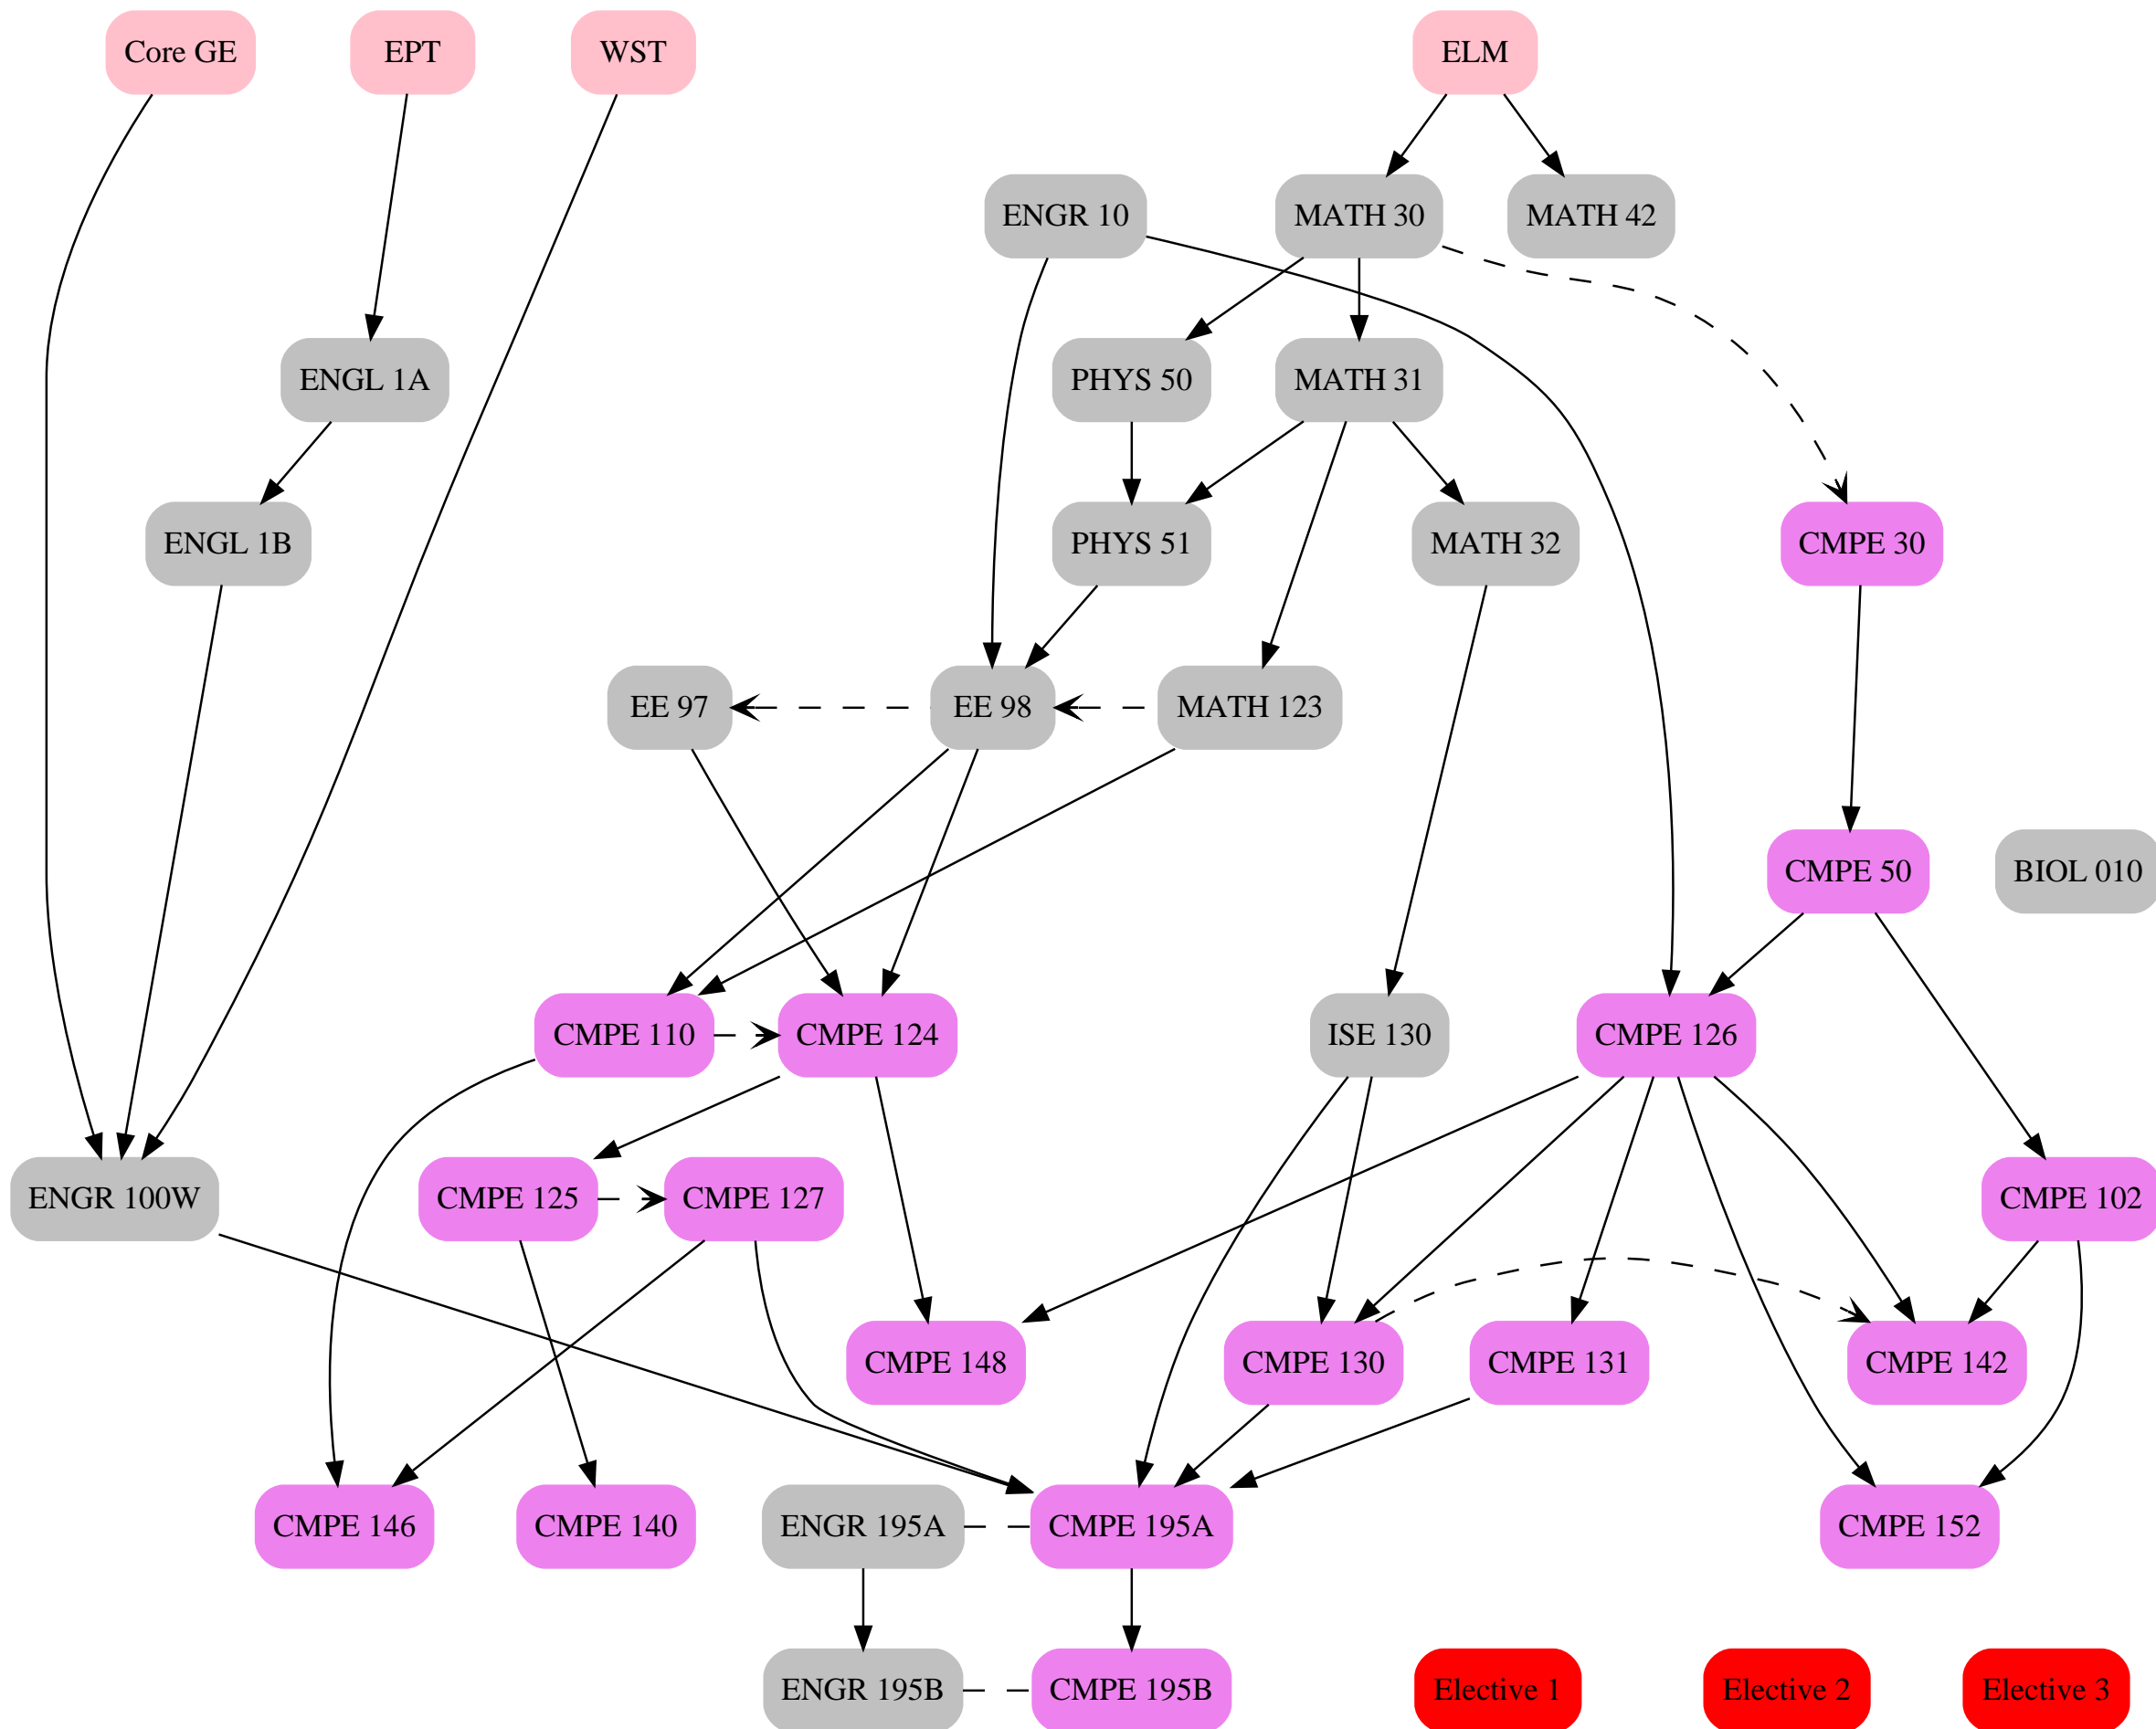 Core GE
EPT
WST
ELM
ENGR 10
MATH 30
MATH 42
ENGL 1A
PHYS 50
MATH 31
ENGL 1B
PHYS 51
MATH 32
CMPE 30
EE 97
EE 98
MATH 123
CMPE 50
BIOL 010
CMPE 110
CMPE 124
ISE 130
CMPE 126
ENGR 100W
CMPE 125
CMPE 127
CMPE 102
CMPE 148
CMPE 130
CMPE 131
CMPE 142
CMPE 146
CMPE 140
ENGR 195A
CMPE 195A
CMPE 152
ENGR 195B
CMPE 195B
Elective 1
Elective 2
Elective 3